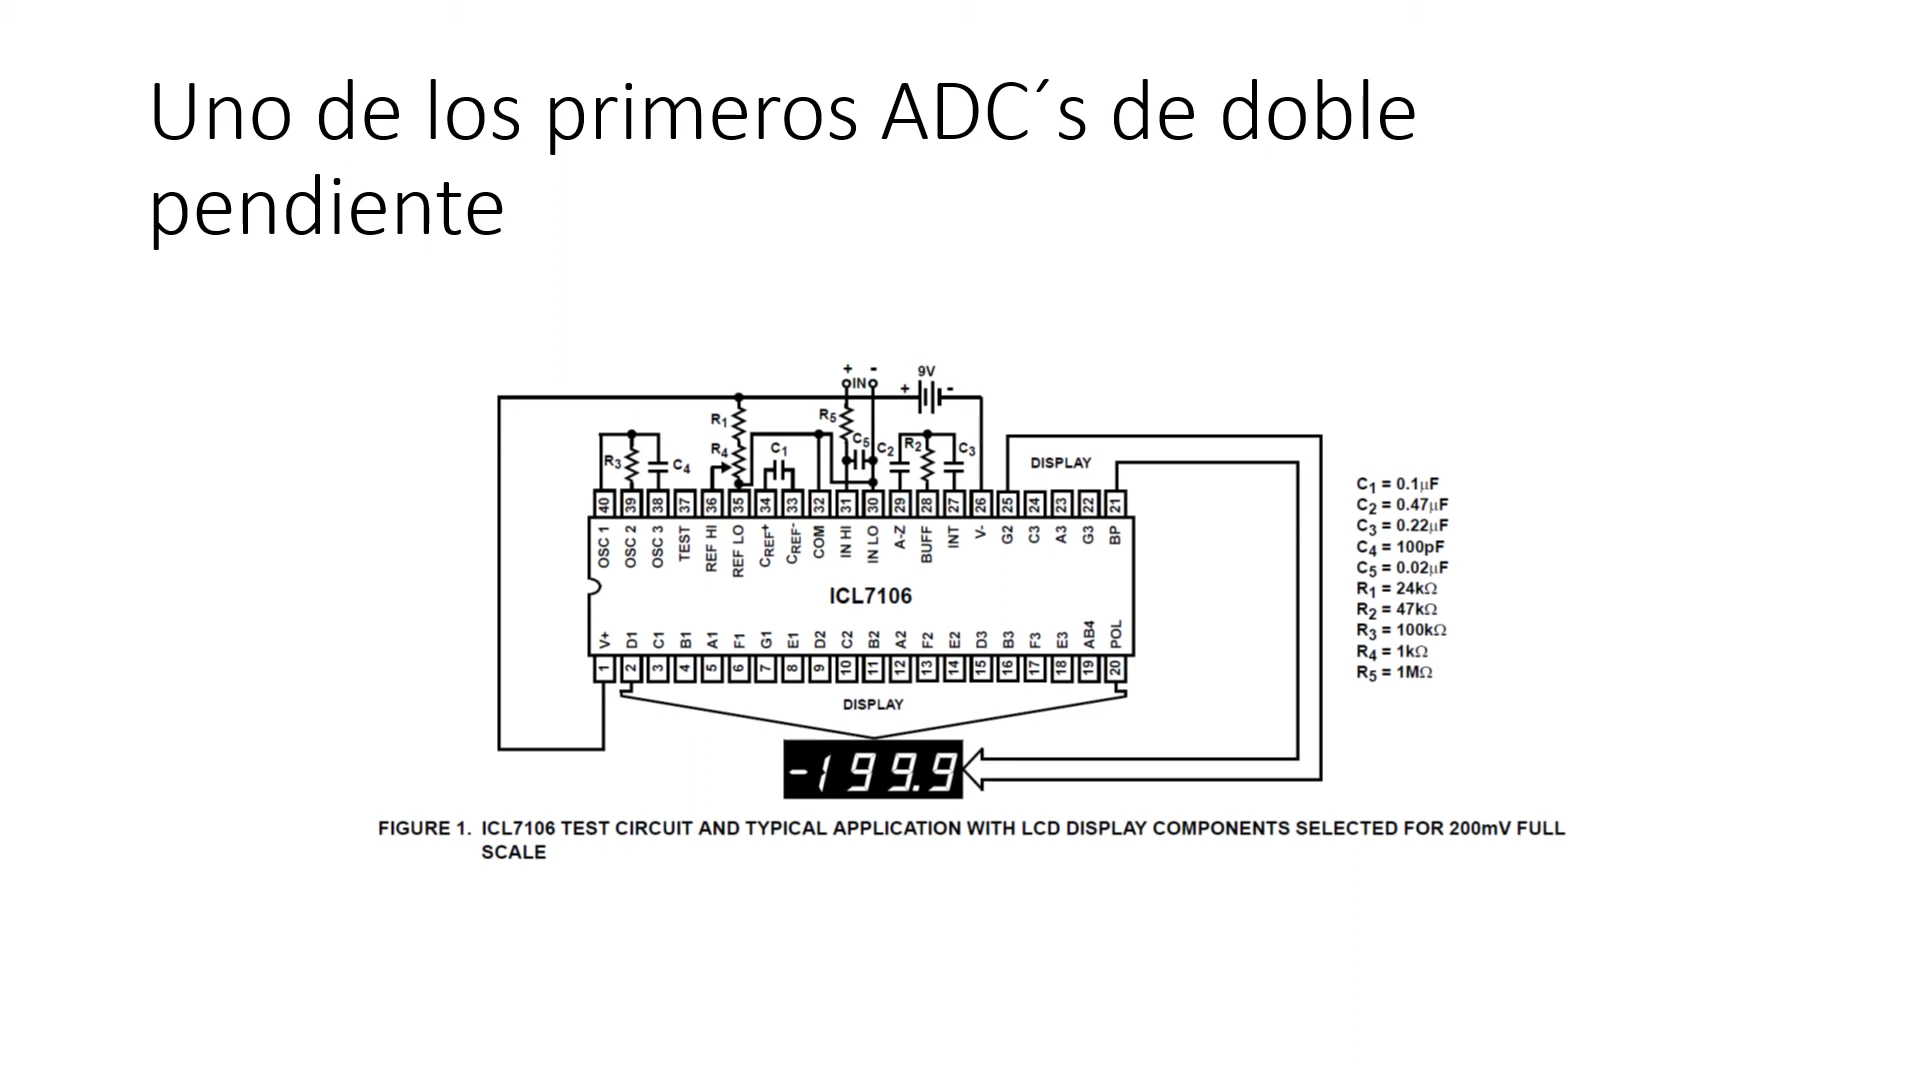 Uno de los primeros ADC´s de doble
pendiente
+ -
IN
9V
+ -
R1
R5
R4
C1
C5
C2
R2
C3
R3
C4
DISPLAY
40 39 38 37 36 35 34 33 32 31 30 29 28 27 26 25 24 23 22 21
OSC 1 OSC 2 OSC 3 TEST REF HI REF LO CREF+ CREF- COM IN HI IN LO A-Z BUFF INT V- G2 C3 A3 G3 BP
ICL7106
V+ D1 C1 B1 A1 F1 G1 E1 D2 C2 B2 A2 F2 E2 D3 B3 F3 E3 AB4 POL
1 2 3 4 5 6 7 8 9 10 11 12 13 14 15 16 17 18 19 20
DISPLAY
-199.9
C1 = 0.1µF
C2 = 0.47µF
C3 = 0.22µF
C4 = 100pF
C5 = 0.02µF
R1 = 24kΩ
R2 = 47kΩ
R3 = 100kΩ
R4 = 1kΩ
R5 = 1MΩ
FIGURE 1. ICL7106 TEST CIRCUIT AND TYPICAL APPLICATION WITH LCD DISPLAY COMPONENTS SELECTED FOR 200mV FULL
SCALE